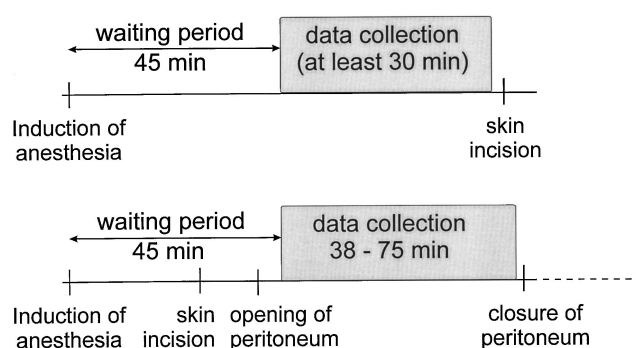 waiting period
45 min
data collection
(at least 30 min)
Induction of
anesthesia
skin
incision
waiting period
45 min
data collection
38 - 75 min
Induction of
anesthesia
skin
incision
opening of
peritoneum
closure of
peritoneum